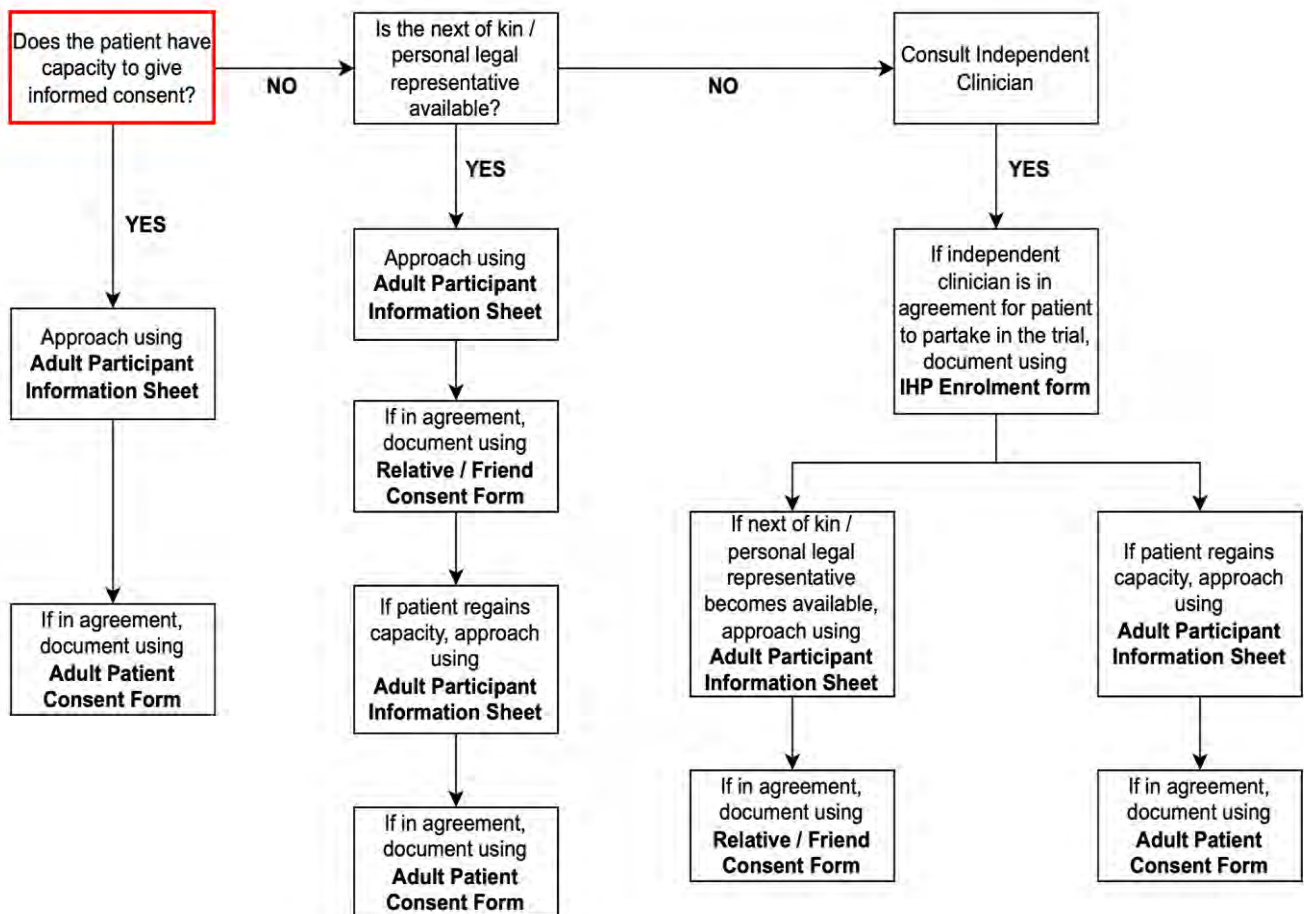 Does the patient have
capacity to give
informed consent?
NO
Is the next of kin /
personal legal
representative
available?
NO
Consult Independent
Clinician
YES
Approach using
Adult Participant
Information Sheet
If in agreement,
document using
Adult Patient
Consent Form
YES
Approach using
Adult Participant
Information Sheet
If in agreement,
document using
Relative / Friend
Consent Form
If patient regains
capacity, approach
using
Adult Participant
Information Sheet
If in agreement,
document using
Adult Patient
Consent Form
YES
If independent
clinician is in
agreement for patient
to partake in the trial,
document using
IHP Enrolment form
If next of kin /
personal legal
representative
becomes available,
approach using
Adult Participant
Information Sheet
If in agreement,
document using
Relative / Friend
Consent Form
If patient regains
capacity, approach
using
Adult Participant
Information Sheet
If in agreement,
document using
Adult Patient
Consent Form